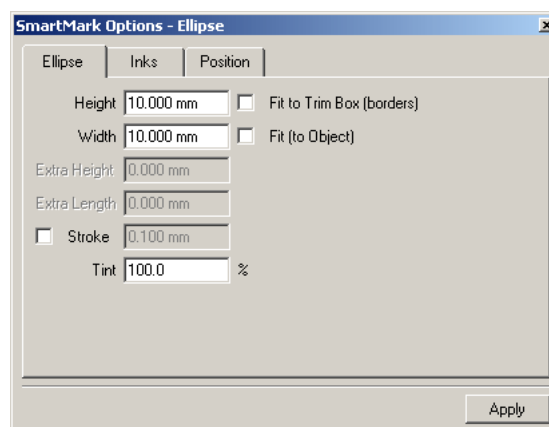 SmartMark Options - Ellipse
Ellipse Inks Position
Height 10.000 mm Fit to Trim Box (borders)
Width 10.000 mm Fit (to Object)
Extra Height 0.000 mm
Extra Length 0.000 mm
Stroke 0.100 mm
Tint 100.0 %
Apply